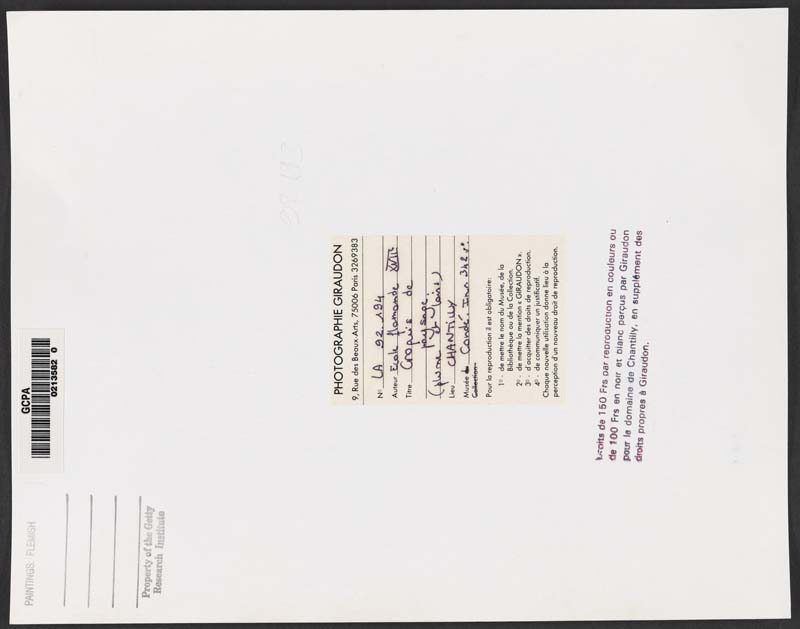 GCPA
0213582 0
PAINTINGS: FLEMISH
Property of the Getty
Research Institute
PHOTOGRAPHIE GIRAUDON
9, Rue des Beaux-Arts, 75006 Paris 3269383
N° LA 92.194
Auteur Ecole flamande XVII
Titre Croquis de
paysage.
(plume et
Lieu CHANTILLY
Musée Condé. Inv. 342
Collection
Pour la reproduction il est obligatoire:
1° - de mettre le nom du Musée, de la
Bibliothèque ou de la Collection.
2° - de mettre la mention « GIRAUDON ».
3° - d'acquitter des droits de reproduction.
4° - de communiquer un justificatif.
Chaque nouvelle utilisation donne lieu à la
perception d'un nouveau droit de reproduction.
Droits de 150 Frs par reproduction en couleurs ou
de 100 Frs en noir et blanc perçus par Giraudon
pour le domaine de Chantilly, en supplément des
droits propres à Giraudon.